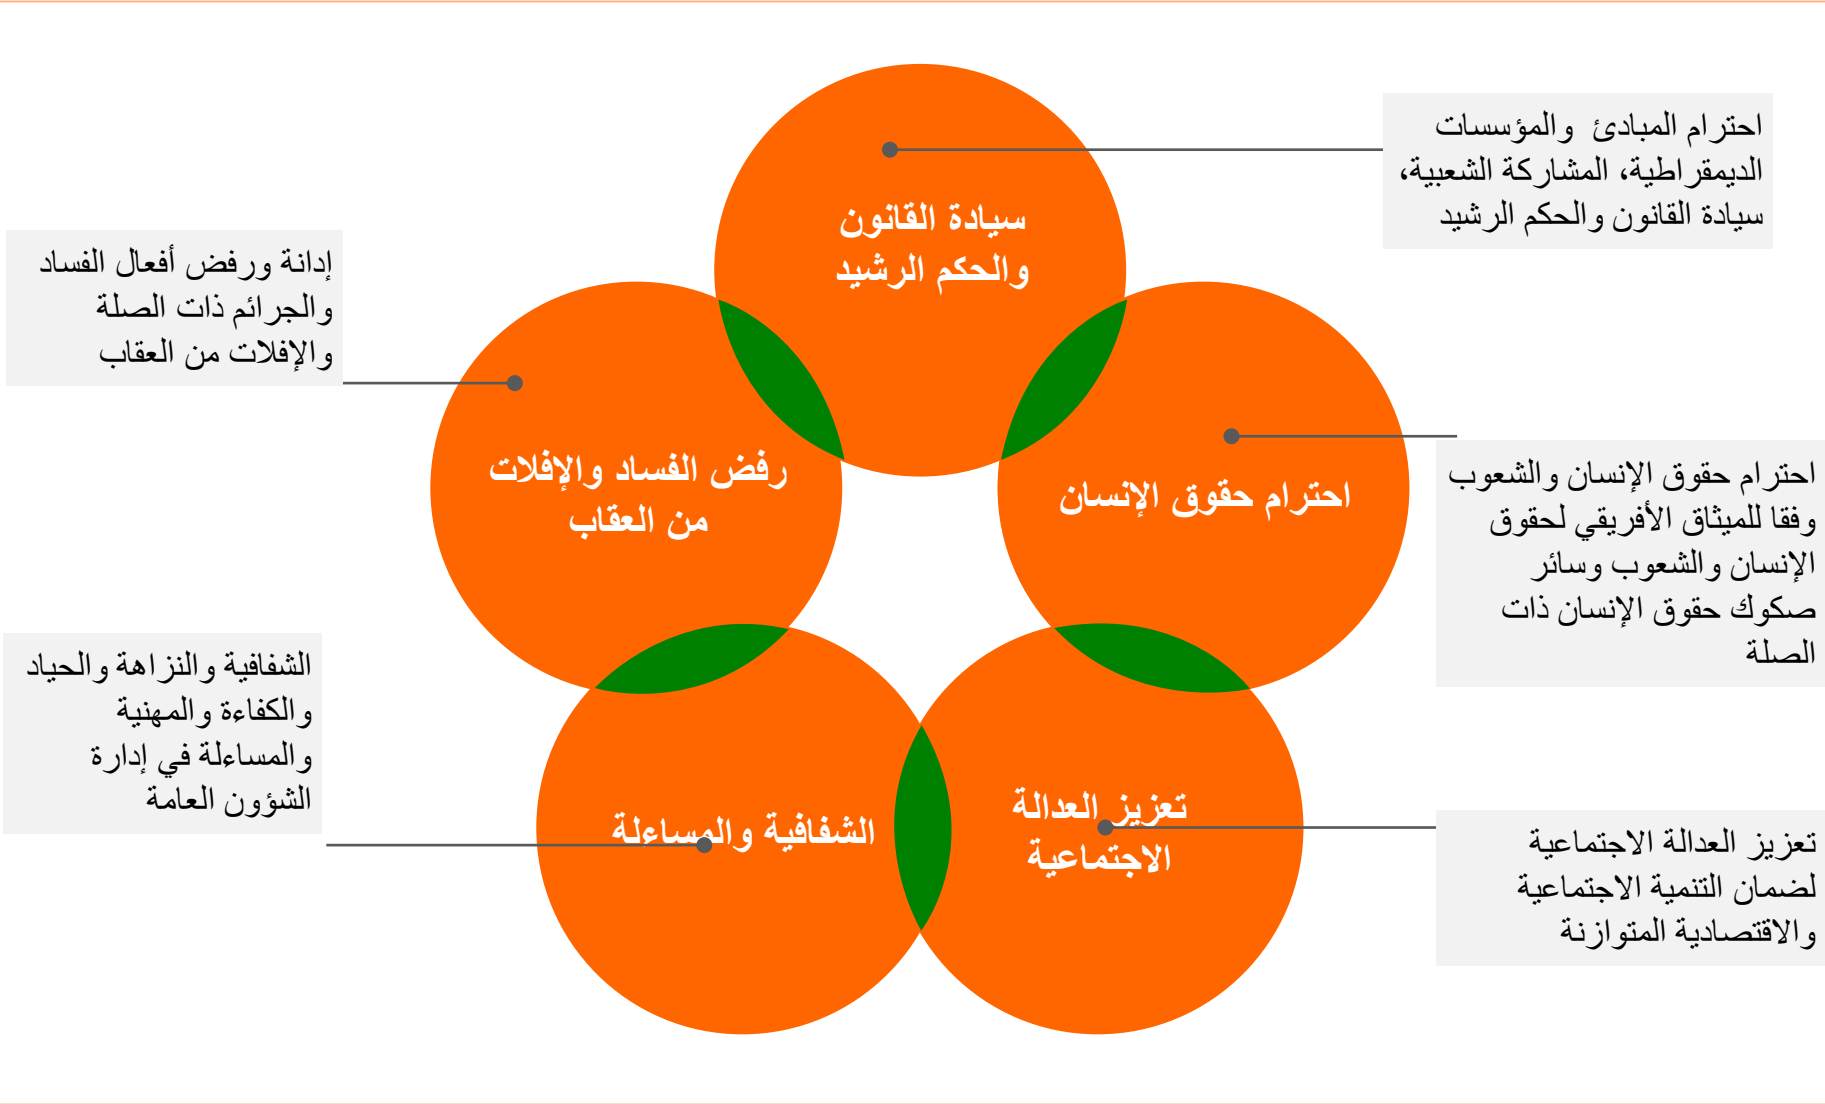 احترام المبادئ والمؤسسات
الديمقراطية، المشاركة الشعبية،
سيادة القانون والحكم الرشيد
سيادة القانون
والحكم الرشيد
إدانة ورفض أفعال الفساد
والجرائم ذات الصلة
والإفلات من العقاب
رفض الفساد والإفلات
من العقاب
احترام حقوق الإنسان
احترام حقوق الإنسان والشعوب
وفقا للميثاق الأفريقي لحقوق
الإنسان والشعوب وسائر
صكوك حقوق الإنسان ذات
الصلة
الشفافية والنزاهة والحياد
والكفاءة والمهنية
والمساءلة في إدارة
الشؤون العامة
الشفافية والمساءلة
تعزيز العدالة
الاجتماعية
تعزيز العدالة الاجتماعية
لضمان التنمية الاجتماعية
والاقتصادية المتوازنة